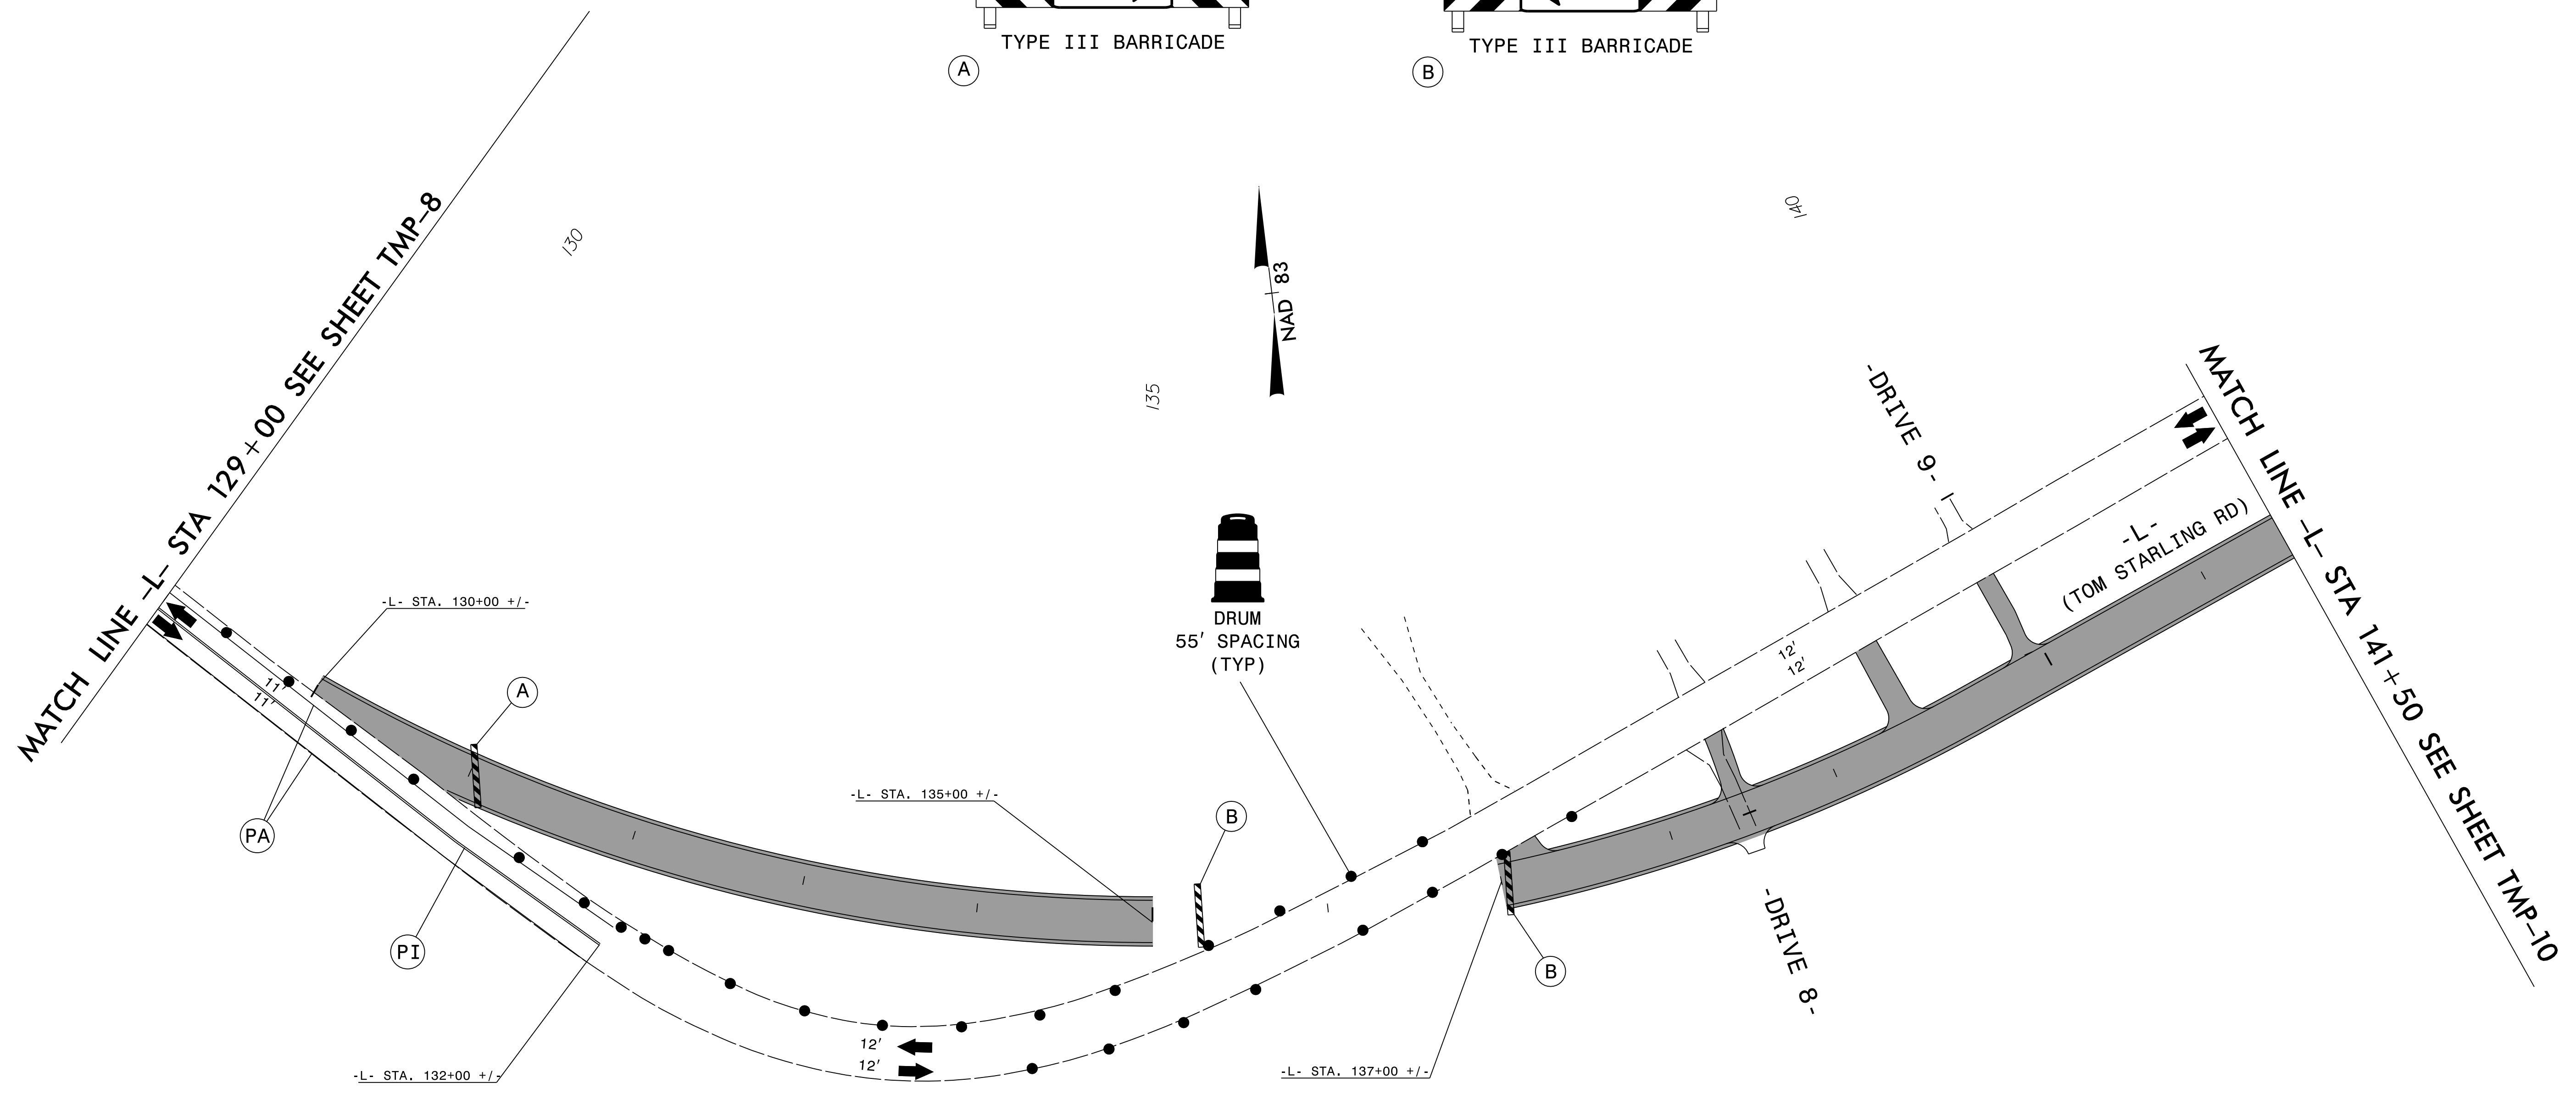 TYPE III BARRICADE
A
TYPE III BARRICADE
B
MATCH LINE -L- STA 129+00 SEE SHEET TMP-8
130
135
140
NAD 83
-DRIVE 9-
MATCH LINE -L- STA 141+50 SEE SHEET TMP-10
-L-
(TOM STARLING RD)
-L- STA. 130+00 +/-
DRUM
55' SPACING
(TYP)
11'
11'
A
12'
12'
PA
-L- STA. 135+00 +/-
B
PI
B
-DRIVE 8-
12'
12'
-L- STA. 132+00 +/-
-L- STA. 137+00 +/-